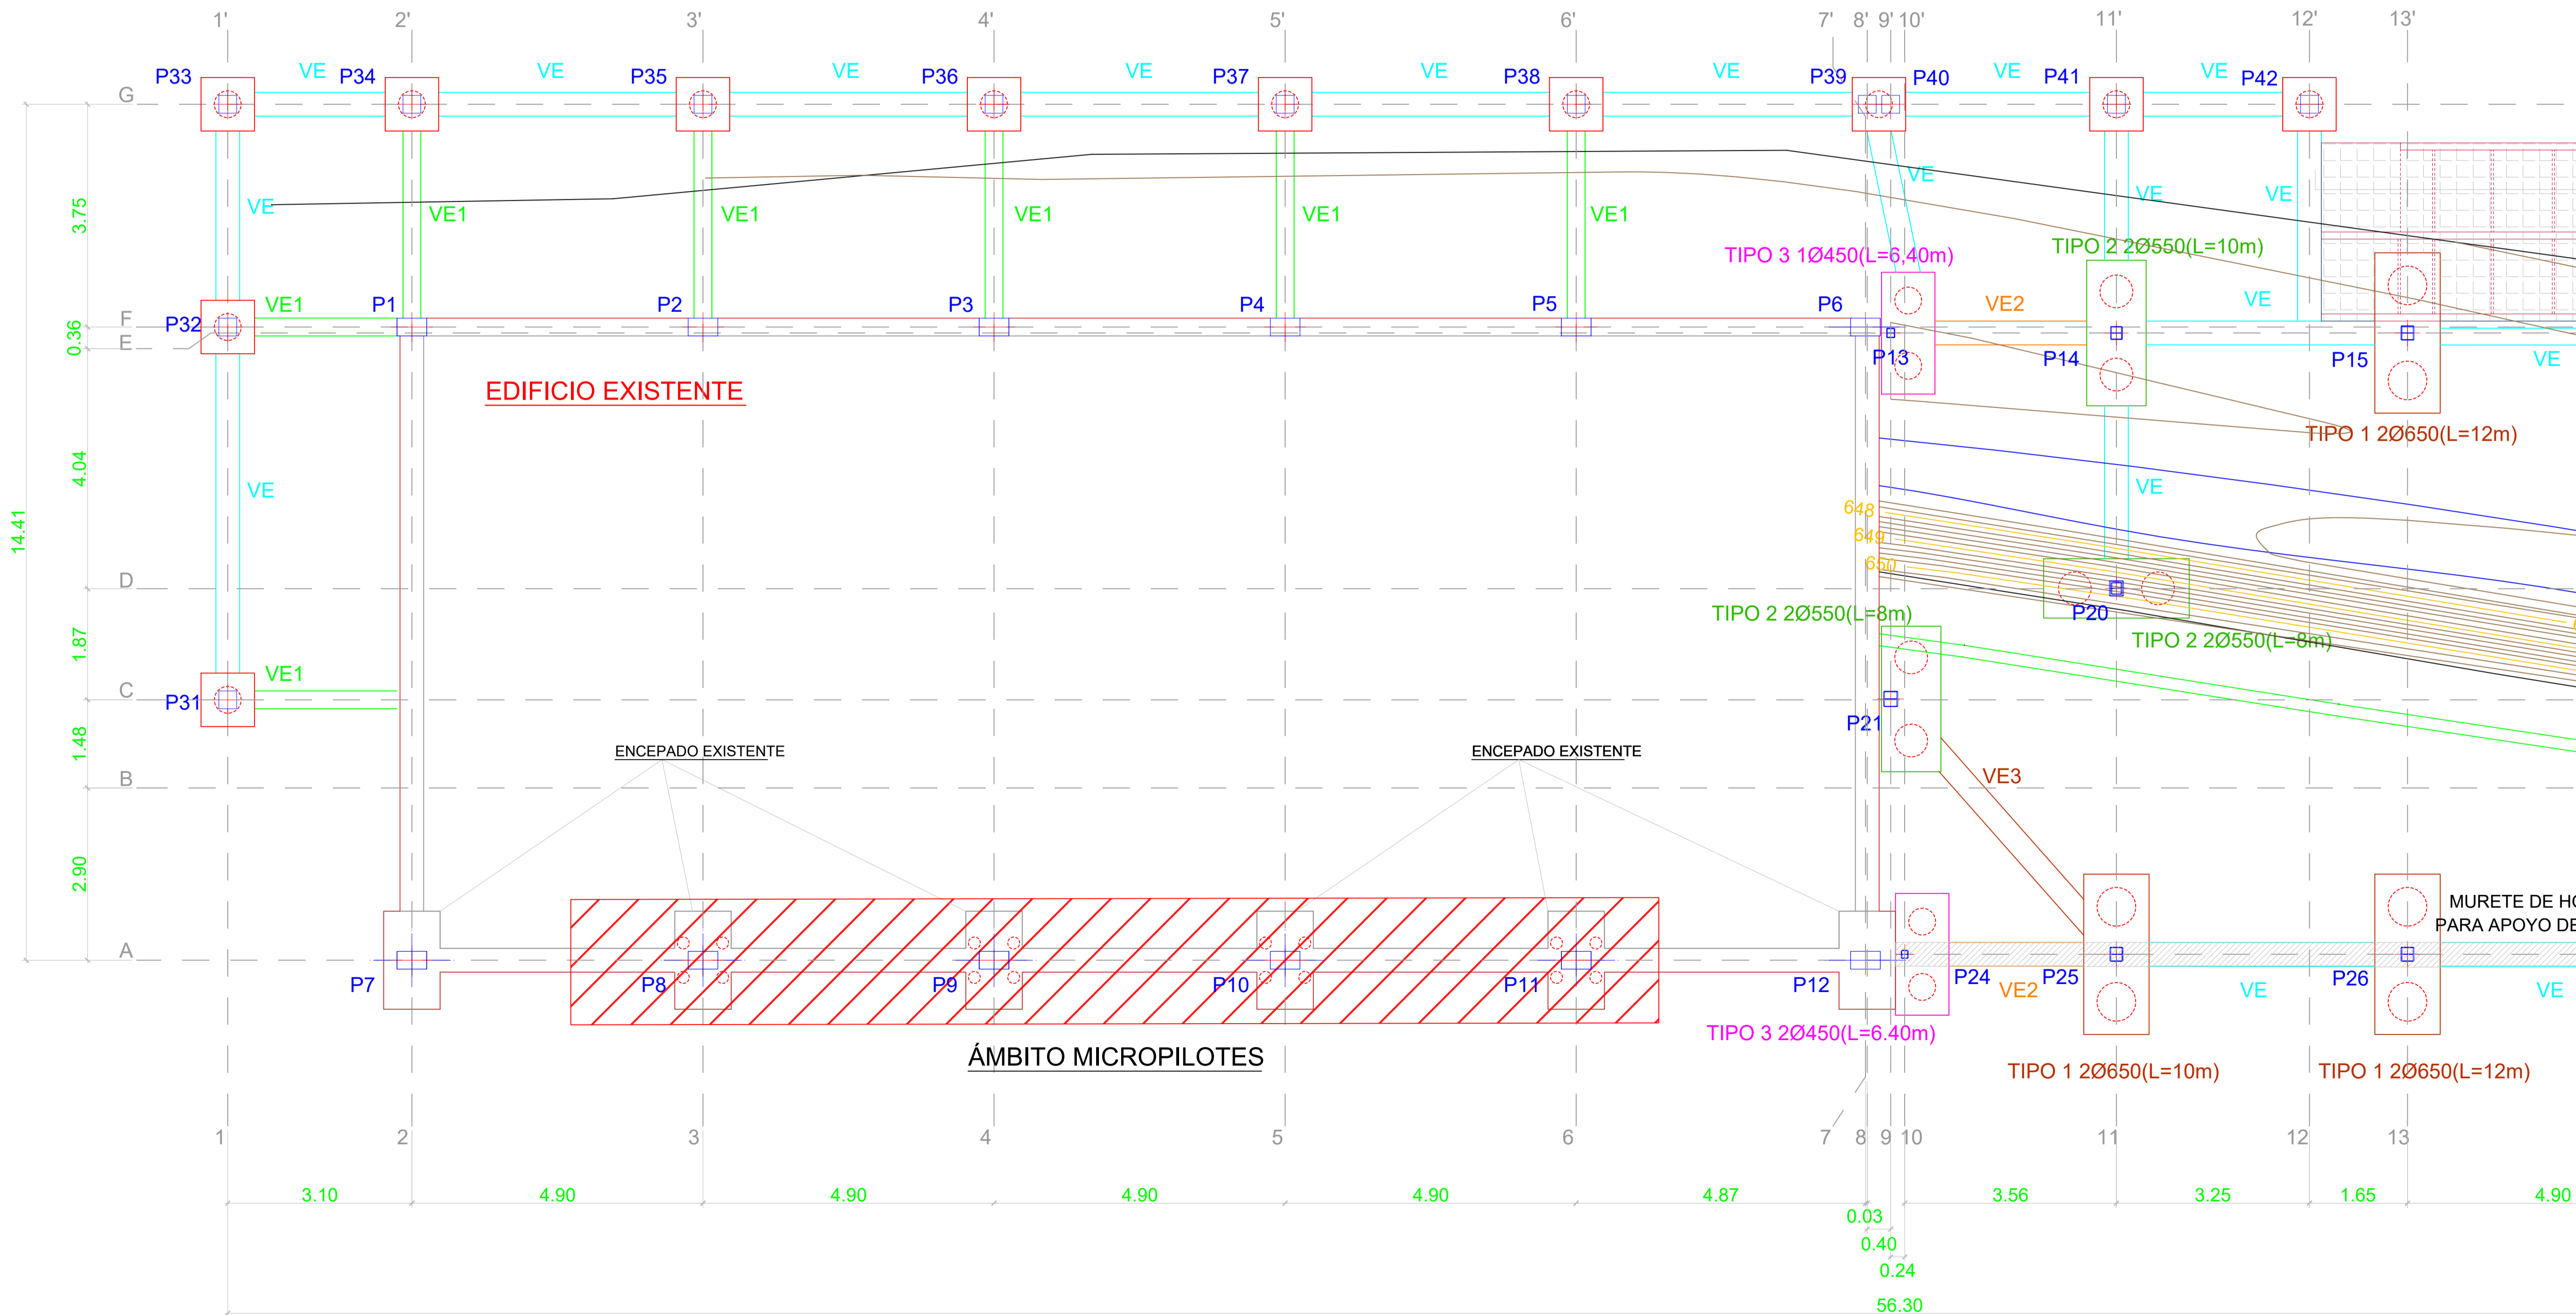 1' 2' 3' 4' 5' 6' 7' 8' 9' 10' 11' 12' 13'
P33 VE P34 VE P35 VE P36 VE P37 VE P38 VE P39 P40 VE P41 VE P42
G
3.75
VE VE1 VE1 VE1 VE1 VE1 VE VE VE
TIPO 3 1Ø450(L=6,40m)
TIPO 2 2Ø550(L=10m)
VE1 P1 P2 P3 P4 P5 P6 VE2 VE
F
P32
0.36
E
P13 P14 P15 VE
EDIFICIO EXISTENTE
TIPO 1 2Ø650(L=12m)
4.04
VE VE
14.41
648
649
650
D
TIPO 2 2Ø550(L=8m)
P20
TIPO 2 2Ø550(L=8m)
1.87
VE1
C
P31
P21
1.48
ENCEPADO EXISTENTE
ENCEPADO EXISTENTE
B
VE3
2.90
MURETE DE HO
PARA APOYO DE
A
P7 P8 P9 P10 P11 P12 P24 P25 P26
VE2 VE VE
TIPO 3 2Ø450(L=6.40m)
ÁMBITO MICROPILOTES
TIPO 1 2Ø650(L=10m)
TIPO 1 2Ø650(L=12m)
1 2 3 4 5 6 7 8 9 10 11 12 13
3.10 4.90 4.90 4.90 4.90 4.87 3.56 3.25 1.65 4.90
0.03
0.40
0.24
56.30